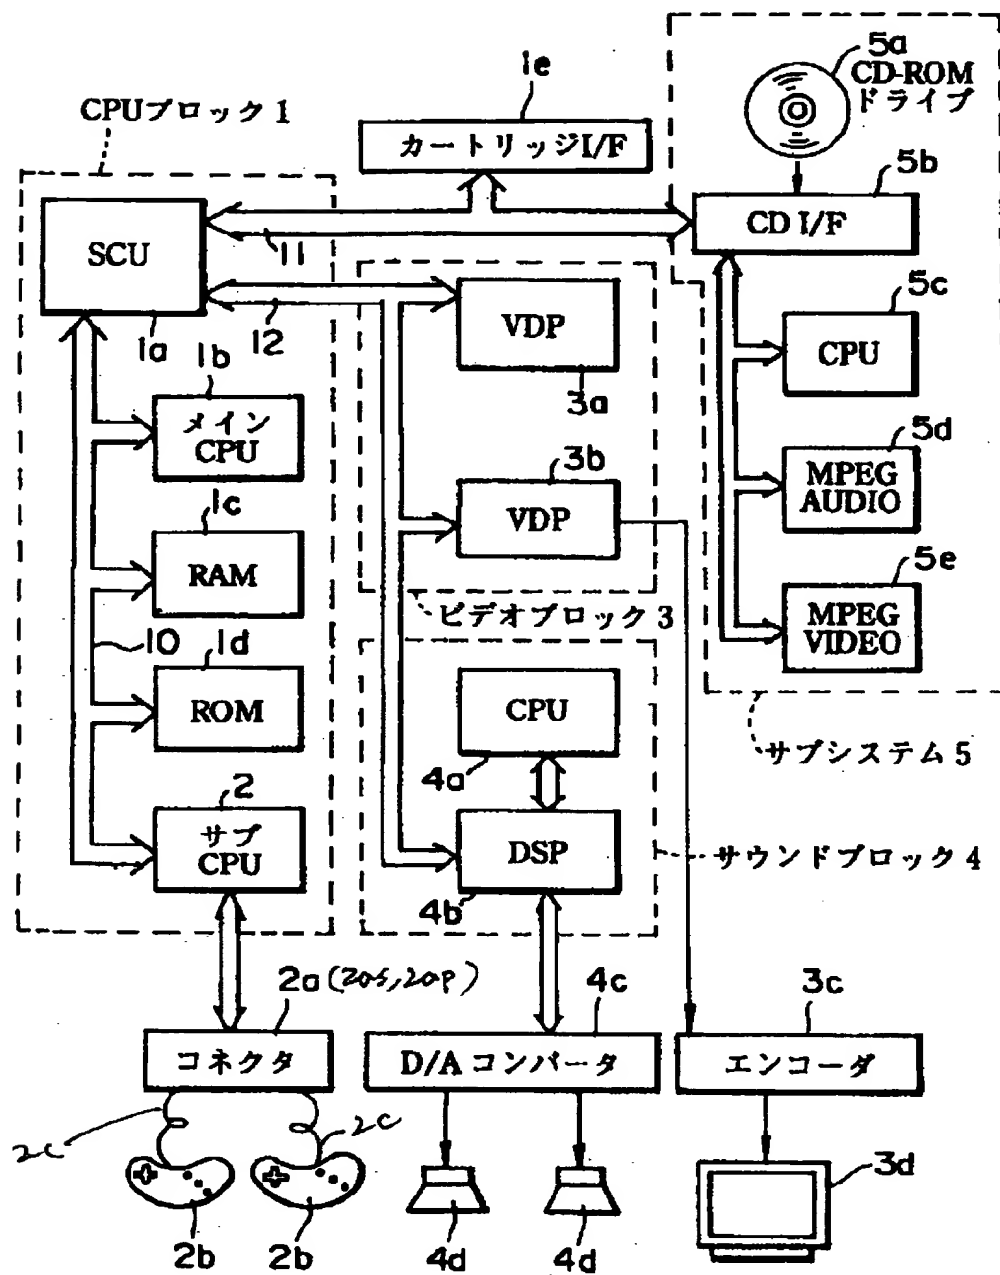 CPUブロック1
1e
カートリッジI/F
5a
CD-ROM
ドライブ
5b
CD I/F
SCU
11
12
1a
VDP
3a
5c
CPU
1b
メイン
CPU
3b
VDP
5d
MPEG
AUDIO
1c
RAM
5e
MPEG
VIDEO
ビデオブロック3
10
1d
ROM
CPU
4a
サブシステム5
2
サブ
CPU
DSP
4b
サウンドブロック4
2a (20S, 20P)
コネクタ
4c
D/Aコンバータ
3c
エンコーダ
2c
2c
2b
2b
4d
4d
3d